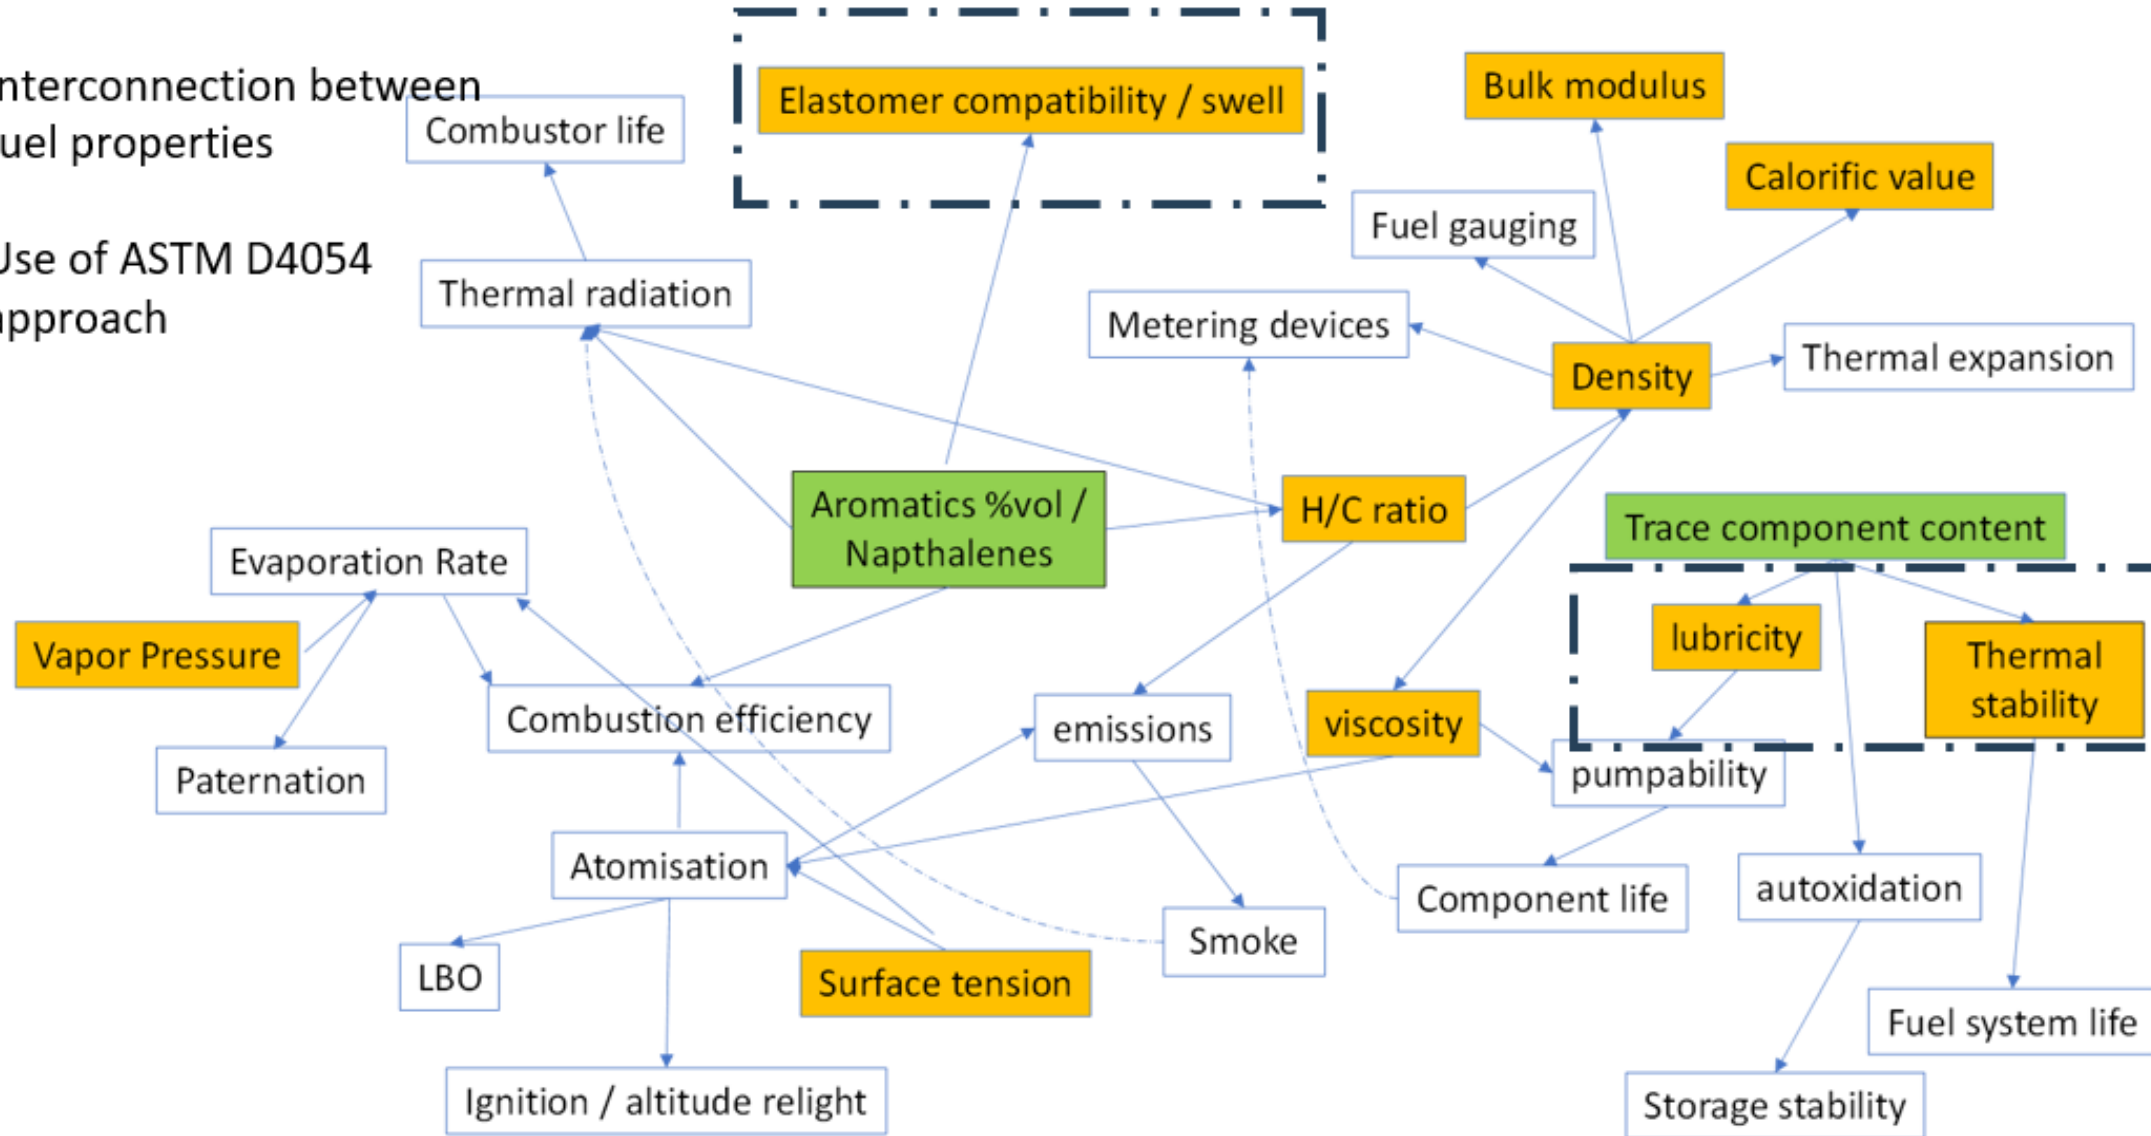 nterconnection between
uel properties
Use of ASTM D4054
approach
Combustor life
Elastomer compatibility / swell
Bulk modulus
Calorific value
Fuel gauging
Thermal radiation
Metering devices
Density
Thermal expansion
Aromatics %vol /
Napthalenes
H/C ratio
Trace component content
Evaporation Rate
lubricity
Thermal
stability
Vapor Pressure
Combustion efficiency
emissions
viscosity
pumpability
Paternation
Atomisation
Component life
autoxidation
Smoke
LBO
Surface tension
Fuel system life
Ignition / altitude relight
Storage stability